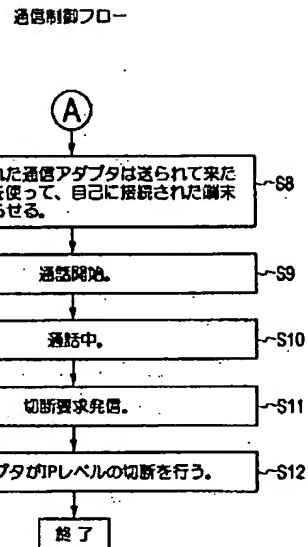 通信制御フロー
A
れた通信アダプタは送られて来た
を使って、自己に接続された端末
らせる。
S8
通話開始。
S9
通話中。
S10
切断要求発信。
S11
プタがIPレベルの切断を行う。
S12
終了